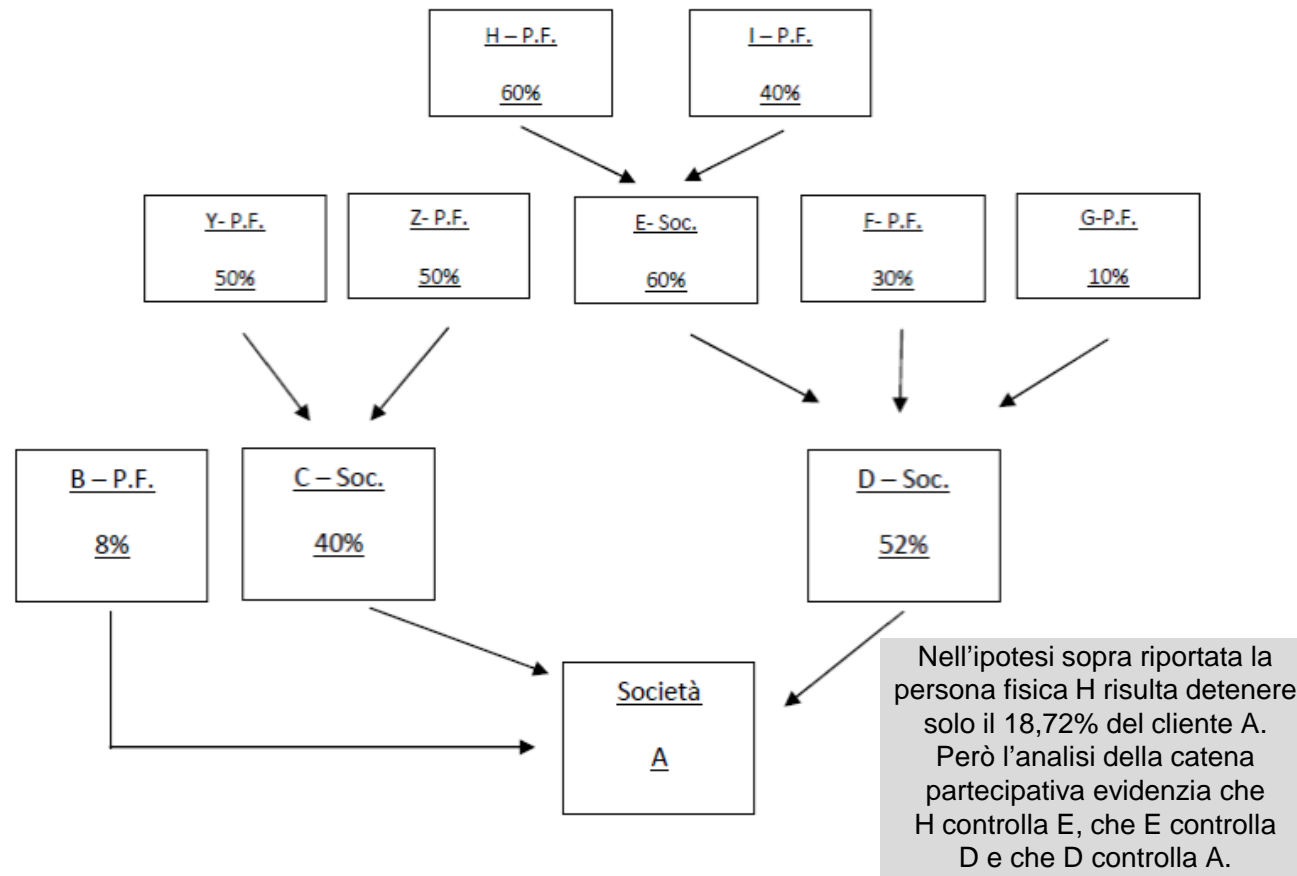 H – P.F.
60%
I – P.F.
40%
Y- P.F.
50%
Z- P.F.
50%
E- Soc.
60%
F- P.F.
30%
G-P.F.
10%
B – P.F.
8%
C – Soc.
40%
D – Soc.
52%
Società
A
Nell'ipotesi sopra riportata la
persona fisica H risulta detenere
solo il 18,72% del cliente A.
Però l'analisi della catena
partecipativa evidenzia che
H controlla E, che E controlla
D e che D controlla A.